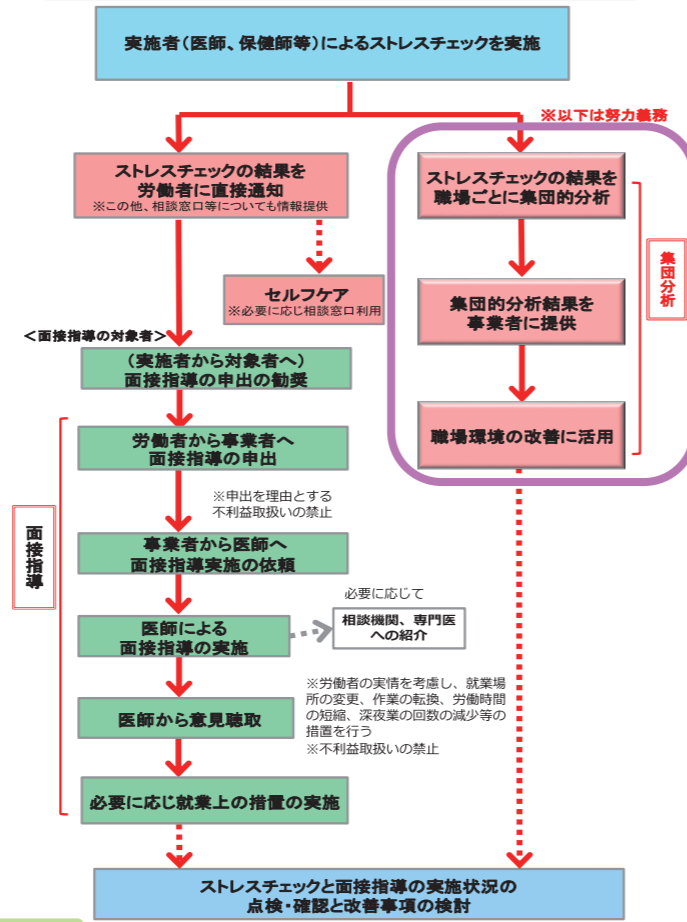 実施者(医師、保健師等)によるストレスチェックを実施
※以下は努力義務
ストレスチェックの結果を
労働者に直接通知
※この他、相談窓口等についても情報提供
セルフケア
※必要に応じ相談窓口利用
ストレスチェックの結果を
職場ごとに集団的分析
集団的分析結果を
事業者に提供
職場環境の改善に活用
集団分析
<面接指導の対象者>
(実施者から対象者へ)
面接指導の申出の勧奨
労働者から事業者へ
面接指導の申出
※申出を理由とする
不利益取扱いの禁止
事業者から医師へ
面接指導実施の依頼
面接指導
医師による
面接指導の実施
必要に応じて
相談機関、専門医
への紹介
医師から意見聴取
※労働者の実情を考慮し、就業場
所の変更、作業の転換、労働時間
の短縮、深夜業の回数の減少等の
措置を行う
※不利益取扱いの禁止
必要に応じ就業上の措置の実施
ストレスチェックと面接指導の実施状況の
点検・確認と改善事項の検討